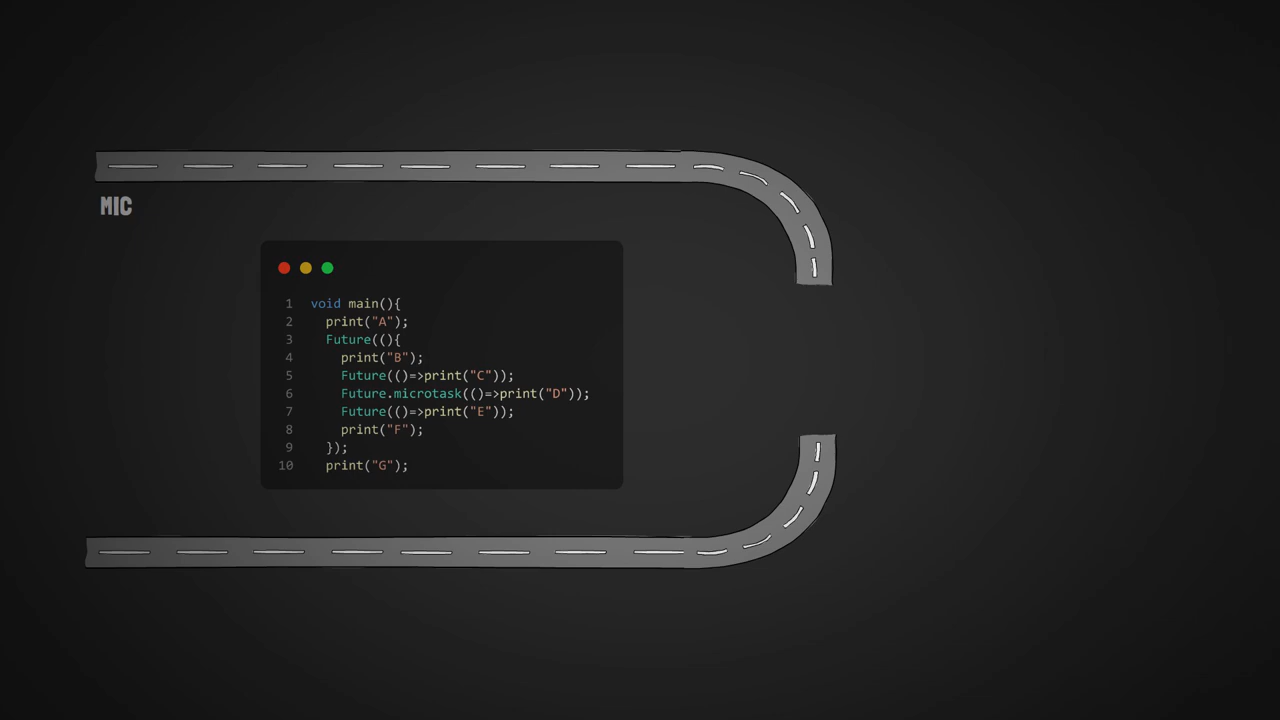 MIC
1 void main(){
2 print("A");
3 Future((){
4 print("B");
5 Future(()=>print("C"));
6 Future.microtask(()=>print("D"));
7 Future(()=>print("E"));
8 print("F");
9 });
10 print("G");